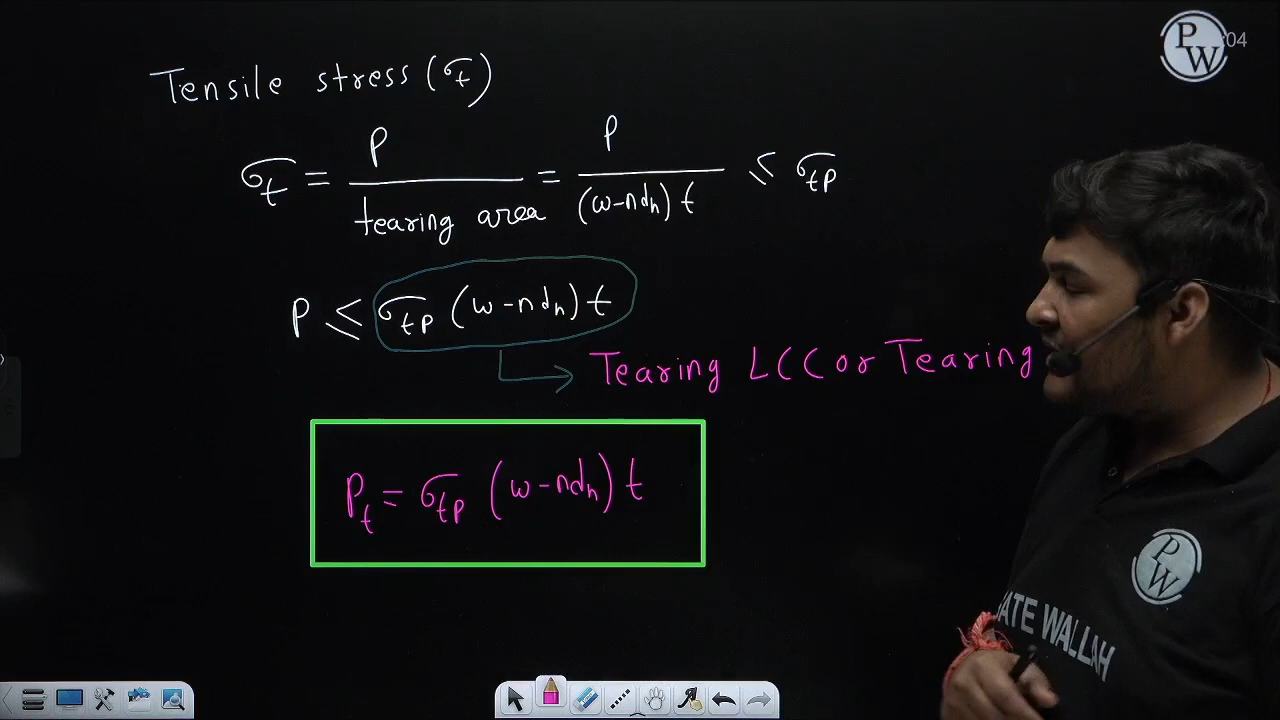 Tensile stress (σt)
σt = P / tearing area = P / (w-ndh) t ≤ σtp
P ≤ σtp (w-ndh) t
Tearing LCC or Tearing
Pt = σtp (w-ndh) t
PW
:04
PW
ATE WALLAH